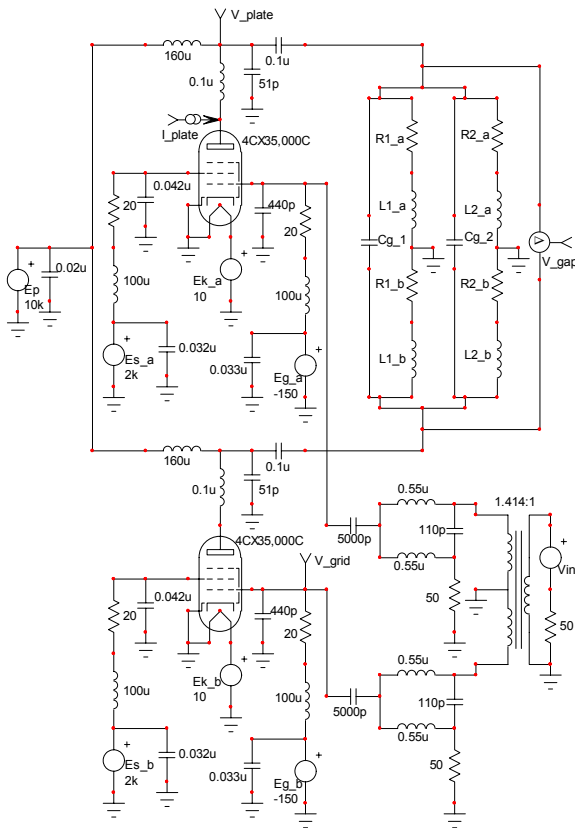 V_plate
160u
0.1u
0.1u
51p
I_plate
4CX35,000C
R1_a
R2_a
0.042u
20
440p
20
L1_a
L2_a
Cg_1
Cg_2
V
V_gap
+
Ep
10k
0.02u
100u
+
Ek_a
10
100u
R1_b
R2_b
+
Es_a
2k
0.032u
0.033u
+
Eg_a
-150
L1_b
L2_b
160u
0.1u
0.1u
51p
4CX35,000C
0.55u
1.414:1
5000p
110p
0.55u
V_grid
+
Vin
0.042u
20
440p
20
50
50
0.55u
+
Ek_b
10
100u
100u
5000p
110p
0.55u
+
Es_b
2k
0.032u
0.033u
+
Eg_b
-150
50